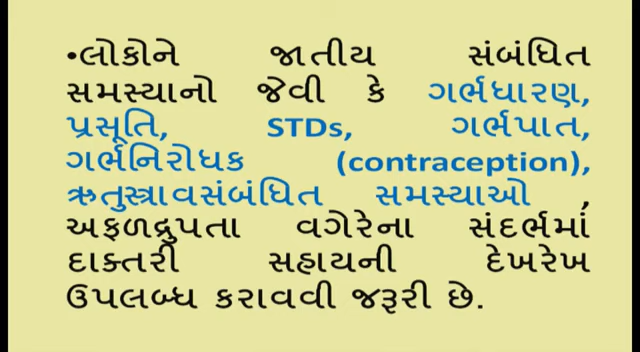 •લોકોને જાતીય સંબંધિત
સમસ્યાનો જેવી કે ગર્ભધારણ,
પ્રસૂતિ, STDs, ગર્ભપાત,
ગર્ભનિરોધક (contraception),
ઋતુસ્ત્રાવસંબંધિત સમસ્યાઓ ,
અફળદ્રુપતા વગેરેના સંદર્ભમાં
દાક્તરી સહાયની દેખરેખ
ઉપલબ્ધ કરાવવી જરૂરી છે.